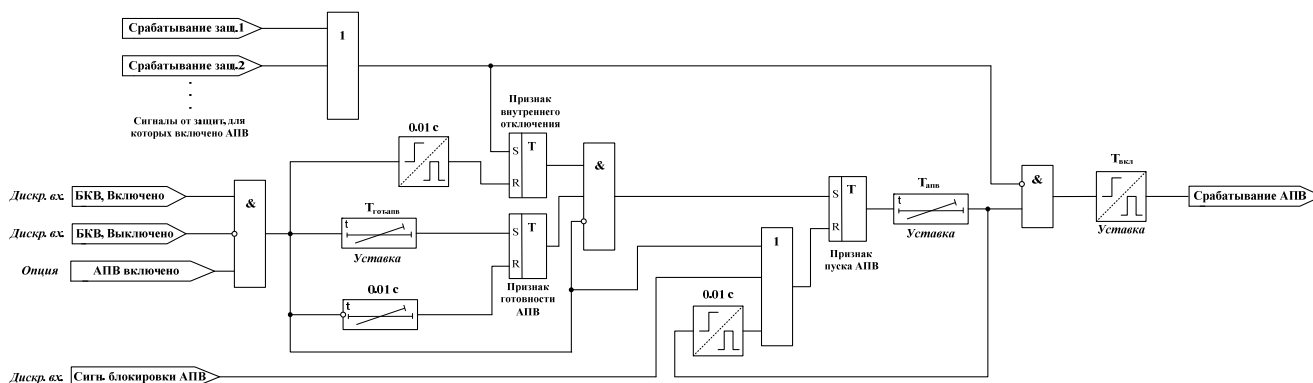 Срабатывание защ.1
1
Срабатывание защ.2
Сигналы от защит, для
которых включено АПВ
0.01 с
Признак
внутреннего
отключения
S T
R
&
Дискр. вх. БКВ, Включено
&
Дискр. вх. БКВ, Выключено
Опция АПВ включено
Tгот.апв
t
Уставка
S T
R
Признак
готовности
АПВ
0.01 с
t
1
0.01 с
S T
R
Признак
пуска АПВ
Tапв
t
Уставка
&
Tвкл
Уставка
Срабатывание АПВ
Дискр. вх. Сигн. блокировки АПВ